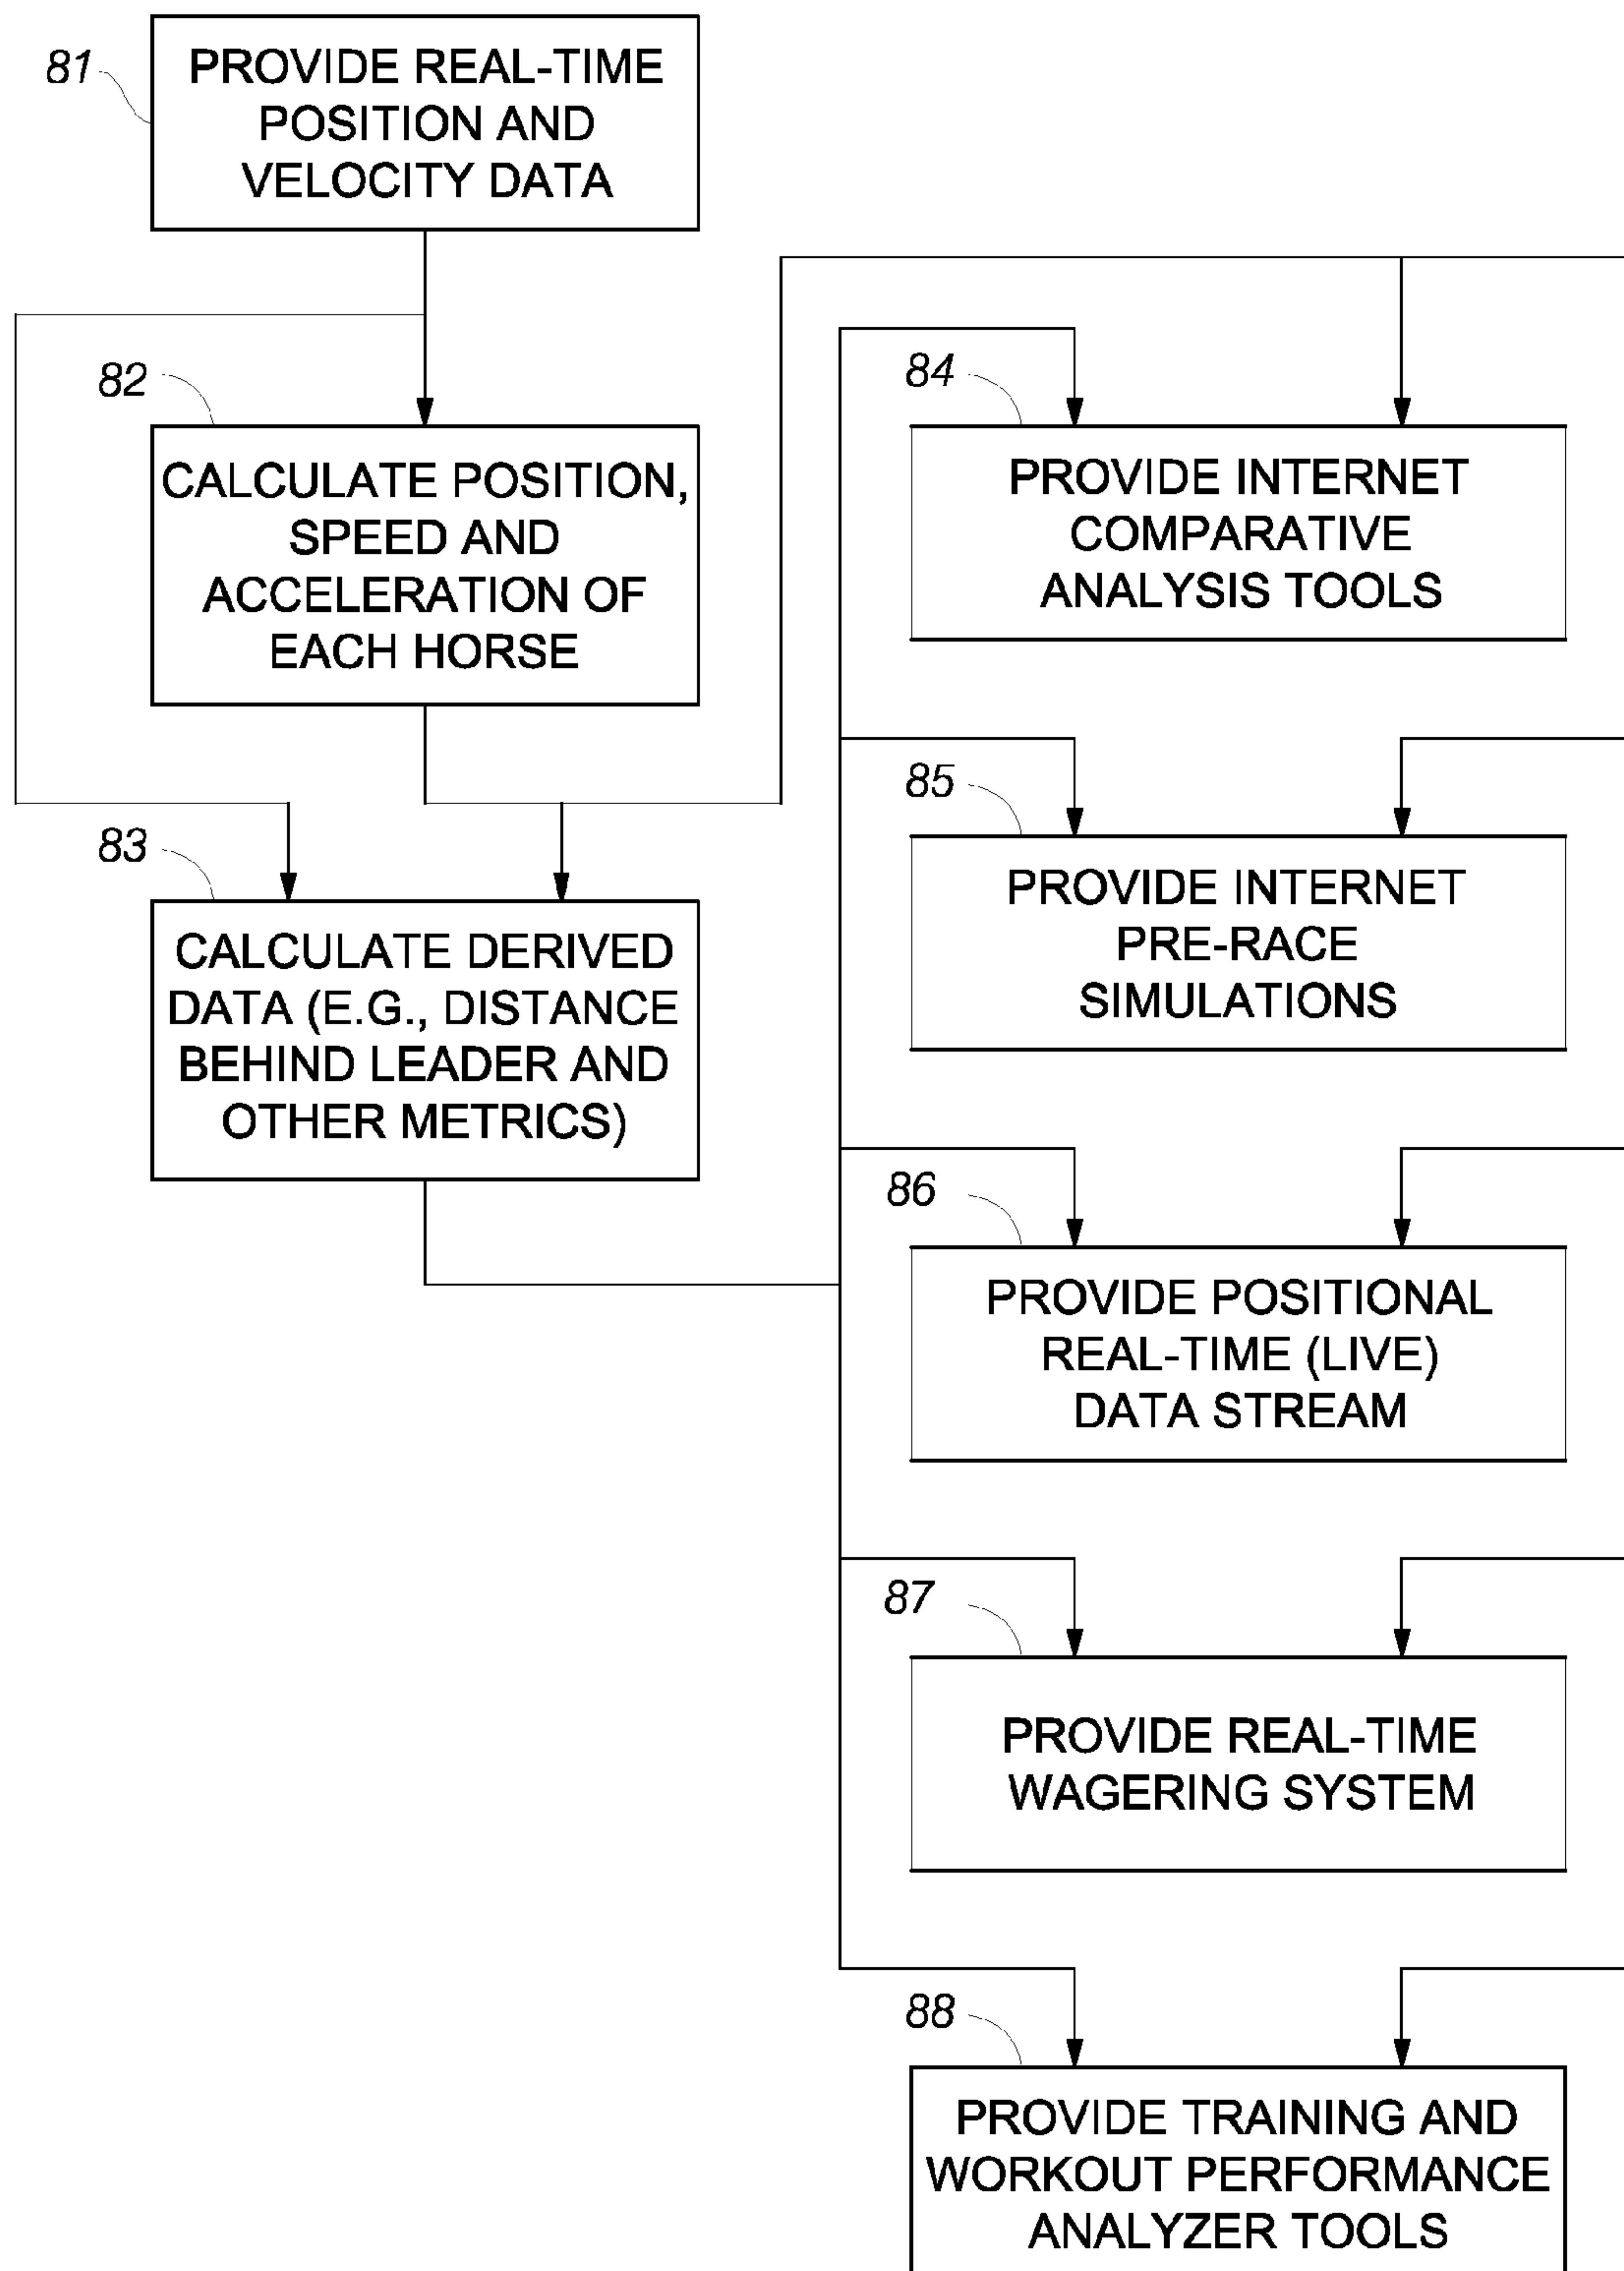 81
PROVIDE REAL-TIME
POSITION AND
VELOCITY DATA
82
CALCULATE POSITION,
SPEED AND
ACCELERATION OF
EACH HORSE
83
CALCULATE DERIVED
DATA (E.G., DISTANCE
BEHIND LEADER AND
OTHER METRICS)
84
PROVIDE INTERNET
COMPARATIVE
ANALYSIS TOOLS
85
PROVIDE INTERNET
PRE-RACE
SIMULATIONS
86
PROVIDE POSITIONAL
REAL-TIME (LIVE)
DATA STREAM
87
PROVIDE REAL-TIME
WAGERING SYSTEM
88
PROVIDE TRAINING AND
WORKOUT PERFORMANCE
ANALYZER TOOLS